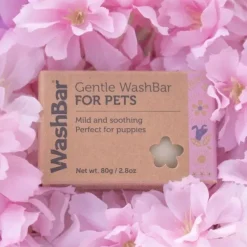 WashBar
Gentle WashBar
FOR PETS
Mild and soothing
Perfect for puppies
Net wt. 80g / 2.8oz